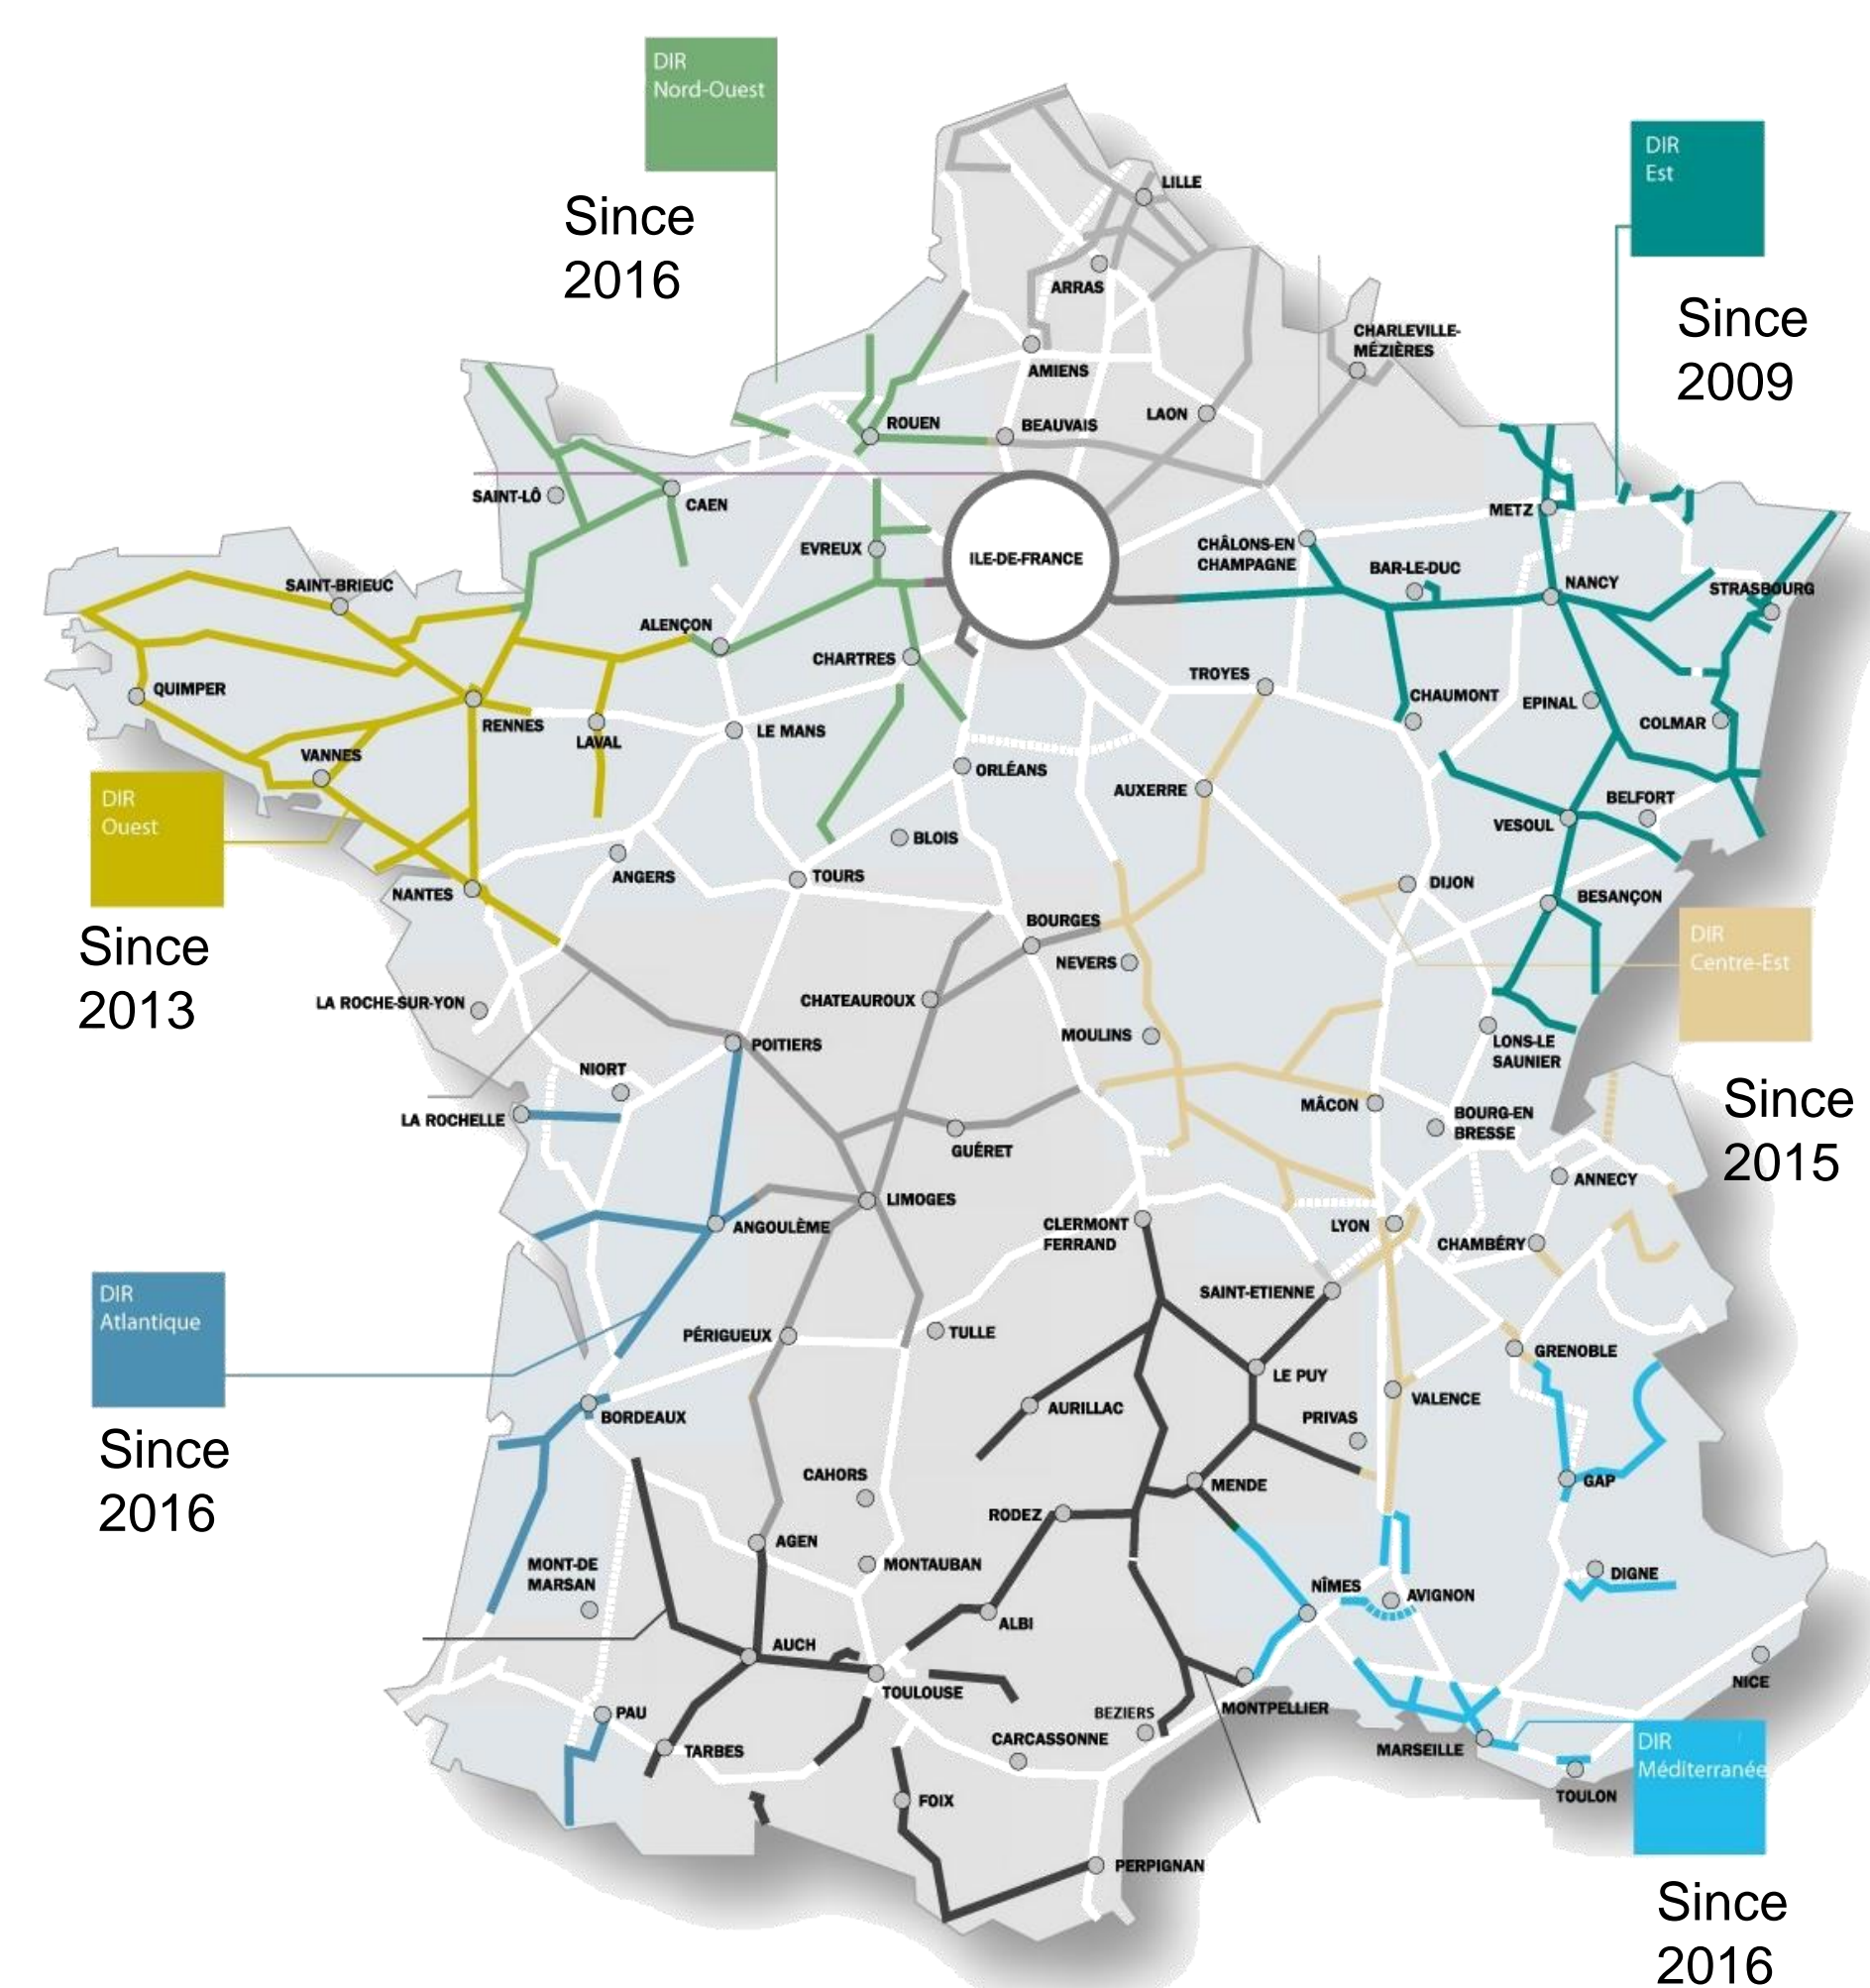 DIR
Nord-Ouest
Since
2016
DIR
Est
Since
2009
LILLE
ARRAS
AMIENS
CHARLEVILLE-
MÉZIÈRES
LAON
ROUEN
BEAUVAIS
SAINT-LÔ
CAEN
EVREUX
ILE-DE-FRANCE
METZ
CHÂLONS-EN
CHAMPAGNE
BAR-LE-DUC
NANCY
STRASBOURG
SAINT-BRIEUC
ALENÇON
CHARTRES
TROYES
QUIMPER
RENNES
LAVAL
LE MANS
CHAUMONT
EPINAL
COLMAR
VANNES
ORLÉANS
AUXERRE
BELFORT
VESOUL
DIR
Ouest
Since
2013
BLOIS
ANGERS
TOURS
NANTES
DIJON
BESANÇON
BOURGES
NEVERS
DIR
Centre-Est
Since
2015
LA ROCHE-SUR-YON
CHATEAUROUX
MOULINS
LONS-LE
SAUNIER
POITIERS
NIORT
LA ROCHELLE
GUÉRET
MÂCON
BOURG-EN
BRESSE
ANNECY
LIMOGES
ANGOULÊME
CLERMONT
FERRAND
LYON
CHAMBÉRY
DIR
Atlantique
Since
2016
SAINT-ETIENNE
PÉRIGUEUX
TULLE
GRENOBLE
LE PUY
VALENCE
AURILLAC
PRIVAS
BORDEAUX
CAHORS
MENDE
GAP
RODEZ
AGEN
MONTAUBAN
MONT-DE
MARSAN
NÎMES
AVIGNON
DIGNE
ALBI
AUCH
TOULOUSE
NICE
PAU
BEZIERS
MONTPELLIER
TARBES
CARCASSONNE
MARSEILLE
TOULON
FOIX
PERPIGNAN
DIR
Méditerranée
Since
2016